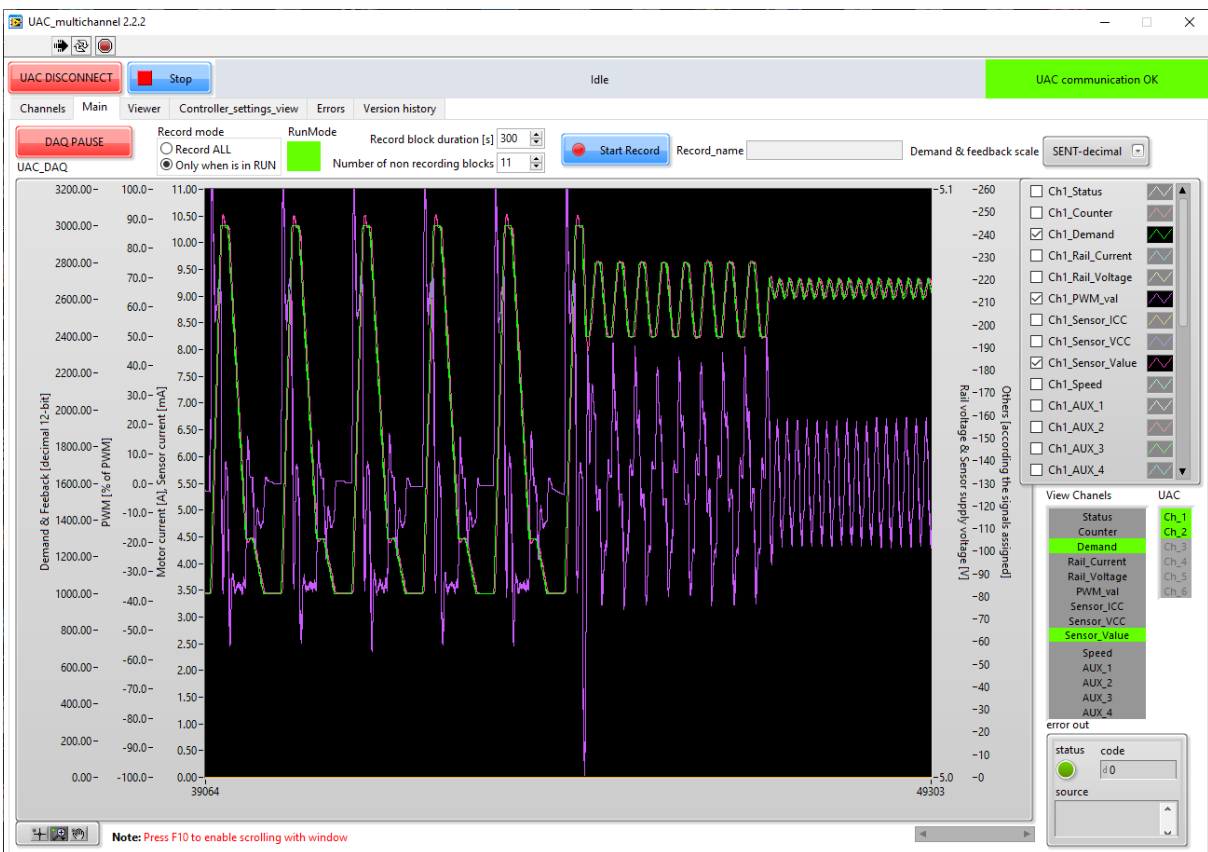 UAC_multichannel 2.2.2
UAC DISCONNECT
Stop
Idle
UAC communication OK
Channels Main Viewer Controller_settings_view Errors Version history
DAQ PAUSE
UAC_DAQ
Record mode
Record ALL
Only when is in RUN
RunMode
Record block duration [s] 300
Number of non recording blocks 11
Start Record
Record_name
Demand & feedback scale SENT-decimal
3200.00
3000.00
2800.00
2600.00
2400.00
2200.00
2000.00
1800.00
1600.00
1400.00
1200.00
1000.00
800.00
600.00
400.00
200.00
0.00
Demand & Feeback [decimal 12-bit]
100.0
90.0
80.0
70.0
60.0
50.0
40.0
30.0
20.0
10.0
0.0
-10.0
-20.0
-30.0
-40.0
-50.0
-60.0
-70.0
-80.0
-90.0
-100.0
PWM [% of PWM]
11.00
10.50
10.00
9.50
9.00
8.50
8.00
7.50
7.00
6.50
6.00
5.50
5.00
4.50
4.00
3.50
3.00
2.50
2.00
1.50
1.00
0.50
0.00
Motor current [A], Sensor current [mA]
39064
49303
5.1
5.0
Rail voltage & Sensor supply voltage [V]
260
250
240
230
220
210
200
190
180
170
160
150
140
130
120
110
100
90
80
70
60
50
40
30
20
10
0
Others [according the signals assigned]
Ch1_Status
Ch1_Counter
Ch1_Demand
Ch1_Rail_Current
Ch1_Rail_Voltage
Ch1_PWM_val
Ch1_Sensor_ICC
Ch1_Sensor_VCC
Ch1_Sensor_Value
Ch1_Speed
Ch1_AUX_1
Ch1_AUX_2
Ch1_AUX_3
Ch1_AUX_4
View Chanels
Status
Counter
Demand
Rail_Current
Rail_Voltage
PWM_val
Sensor_ICC
Sensor_VCC
Sensor_Value
Speed
AUX_1
AUX_2
AUX_3
AUX_4
UAC
Ch_1
Ch_2
Ch_3
Ch_4
Ch_5
Ch_6
error out
status code
d 0
source
Note: Press F10 to enable scrolling with window